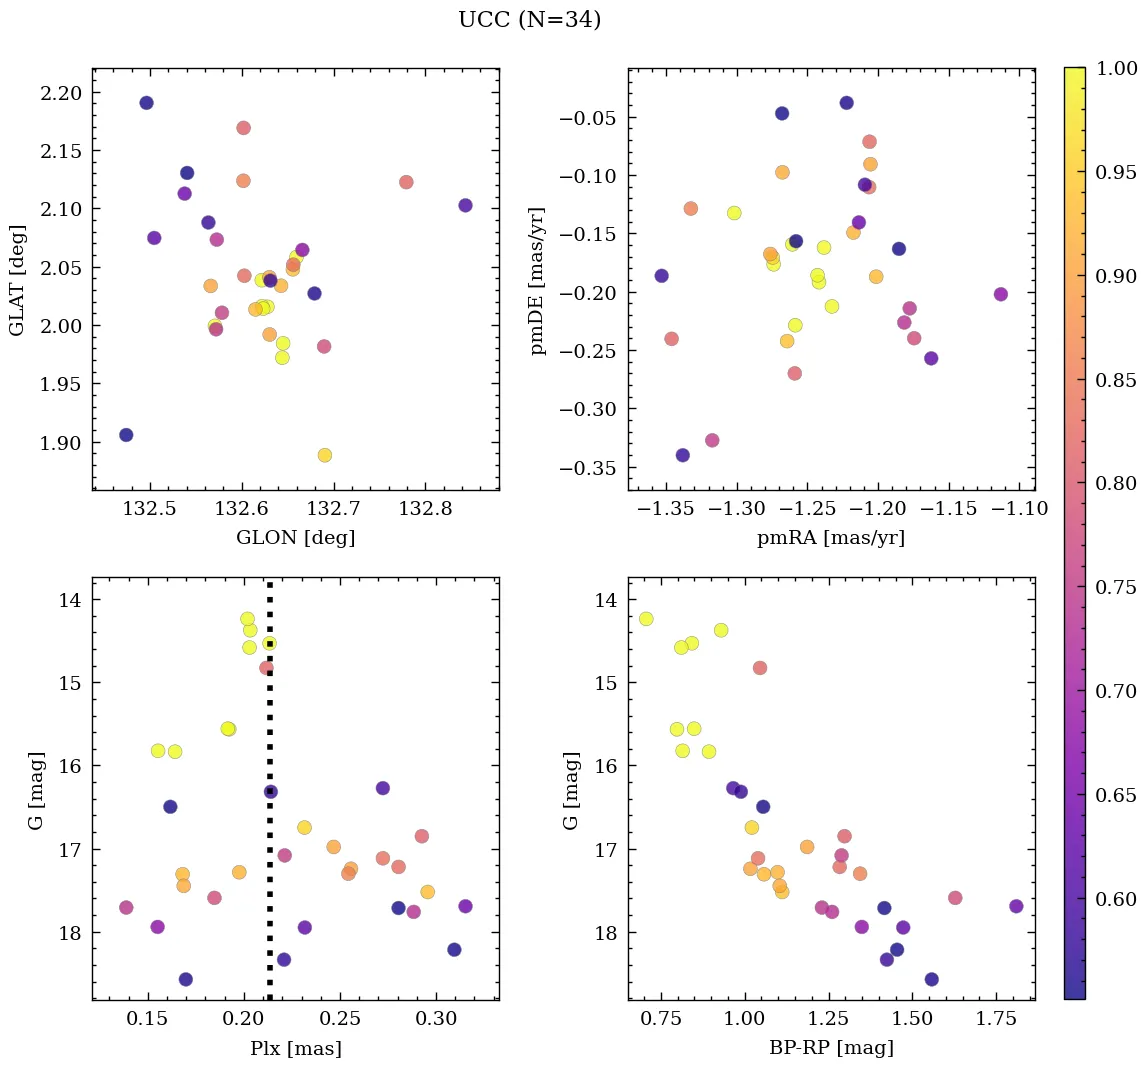 UCC (N=34)
2.20
2.15
2.10
2.05
2.00
1.95
1.90
GLAT [deg]
132.5 132.6 132.7 132.8
GLON [deg]
−0.05
−0.10
−0.15
−0.20
−0.25
−0.30
−0.35
pmDE [mas/yr]
−1.35 −1.30 −1.25 −1.20 −1.15 −1.10
pmRA [mas/yr]
14
15
16
17
18
G [mag]
0.15 0.20 0.25 0.30
Plx [mas]
14
15
16
17
18
G [mag]
0.75 1.00 1.25 1.50 1.75
BP-RP [mag]
1.00
0.95
0.90
0.85
0.80
0.75
0.70
0.65
0.60